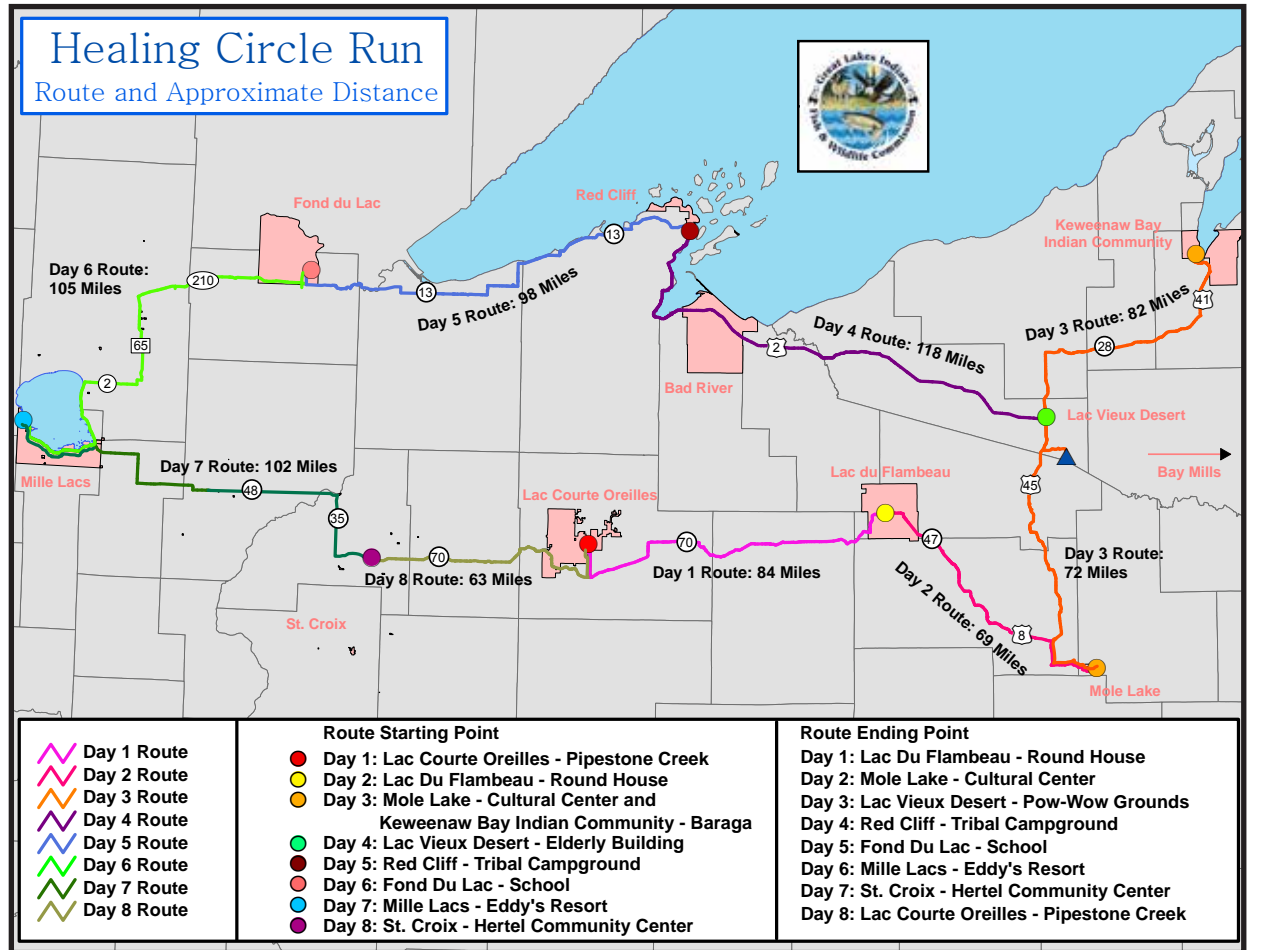 Healing Circle Run
Route and Approximate Distance
Great Lakes Indian
Fish & Wildlife Commission
Red Cliff
Fond du Lac
Keweenaw Bay
Indian Community
13
Day 6 Route:
105 Miles
210
13
Day 5 Route: 98 Miles
41
Day 3 Route: 82 Miles
28
65
Day 4 Route: 118 Miles
2
2
Bad River
Lac Vieux Desert
Bay Mills
Mille Lacs
Day 7 Route: 102 Miles
48
35
Lac Courte Oreilles
Lac du Flambeau
45
70
Day 8 Route: 63 Miles
70
Day 1 Route: 84 Miles
47
Day 2 Route: 69 Miles
8
Day 3 Route:
72 Miles
St. Croix
Mole Lake
Day 1 Route
Day 2 Route
Day 3 Route
Day 4 Route
Day 5 Route
Day 6 Route
Day 7 Route
Day 8 Route
Route Starting Point
Day 1: Lac Courte Oreilles - Pipestone Creek
Day 2: Lac Du Flambeau - Round House
Day 3: Mole Lake - Cultural Center and
Keweenaw Bay Indian Community - Baraga
Day 4: Lac Vieux Desert - Elderly Building
Day 5: Red Cliff - Tribal Campground
Day 6: Fond Du Lac - School
Day 7: Mille Lacs - Eddy's Resort
Day 8: St. Croix - Hertel Community Center
Route Ending Point
Day 1: Lac Du Flambeau - Round House
Day 2: Mole Lake - Cultural Center
Day 3: Lac Vieux Desert - Pow-Wow Grounds
Day 4: Red Cliff - Tribal Campground
Day 5: Fond Du Lac - School
Day 6: Mille Lacs - Eddy's Resort
Day 7: St. Croix - Hertel Community Center
Day 8: Lac Courte Oreilles - Pipestone Creek